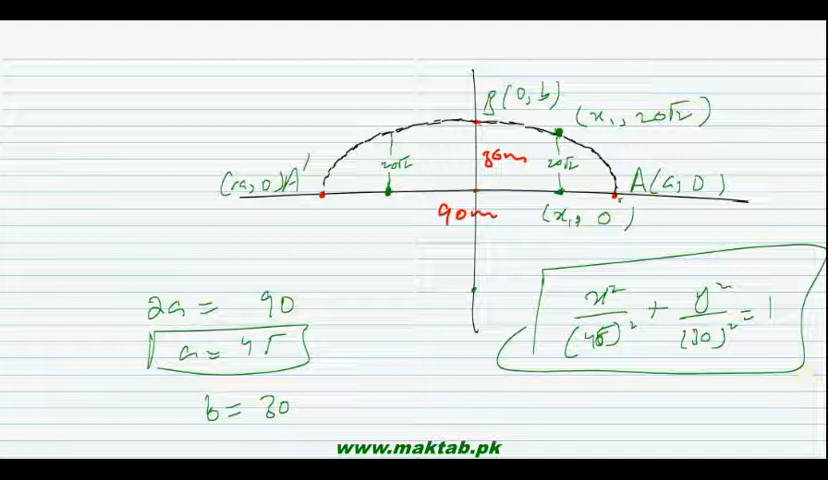 B(0, b)
(x₁, 20√2)
30m
20√2
20√2
(-a, 0)A'
A(a, 0)
90m
(x₁, 0)
2a = 90
a = 45
b = 30
x²/(45)² + y²/(30)² = 1
www.maktab.pk